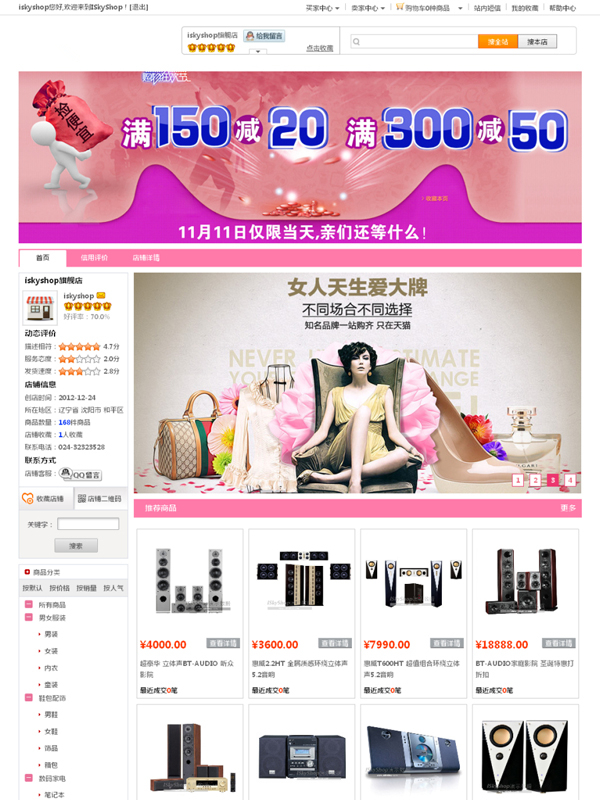 iskyshop您好,欢迎来到ISkyShop！[退出]
买家中心 | 卖家中心 | 购物车0种商品 | 站内短信 | 我的收藏 | 帮助中心
iskyshop旗舰店 给我留言
点击收藏
搜全站 搜本店
捡便宜
满150减20 满300减50
收藏本页
11月11日仅限当天,亲们还等什么!
首页 信用评价 店铺详情
iskyshop旗舰店
iskyshop
好评率：70.0%
动态评价
描述相符： 4.7分
服务态度： 2.0分
发货速度： 2.8分
店铺信息
创店时间：2012-12-24
所在地区：辽宁省 沈阳市 和平区
商品数量：168件商品
店铺收藏：1人收藏
联系电话：024-32325528
联系方式
店铺客服： QQ留言
收藏店铺 店铺二维码
关键字：
搜索
商品分类
按默认 按价格 按销量 按人气
所有商品
男女服装
男装
女装
内衣
童装
鞋包配饰
男鞋
女鞋
饰品
箱包
数码家电
笔记本
女人天生爱大牌
不同场合不同选择
知名品牌一站购齐 只在天猫
1 2 3 4
推荐商品 更多
¥4000.00 查看详情
超豪华 立体声BT-AUDIO 听众影院
最近成交0笔
¥3600.00 查看详情
惠威2.2HT 全隅济感环绕立体声5.2音响
最近成交0笔
¥7990.00 查看详情
惠威T600HT 超值组合环绕立体声5.2音响
最近成交0笔
¥18888.00 查看详情
BT-AUDIO家庭影院 圣诞特惠打折扣
最近成交0笔